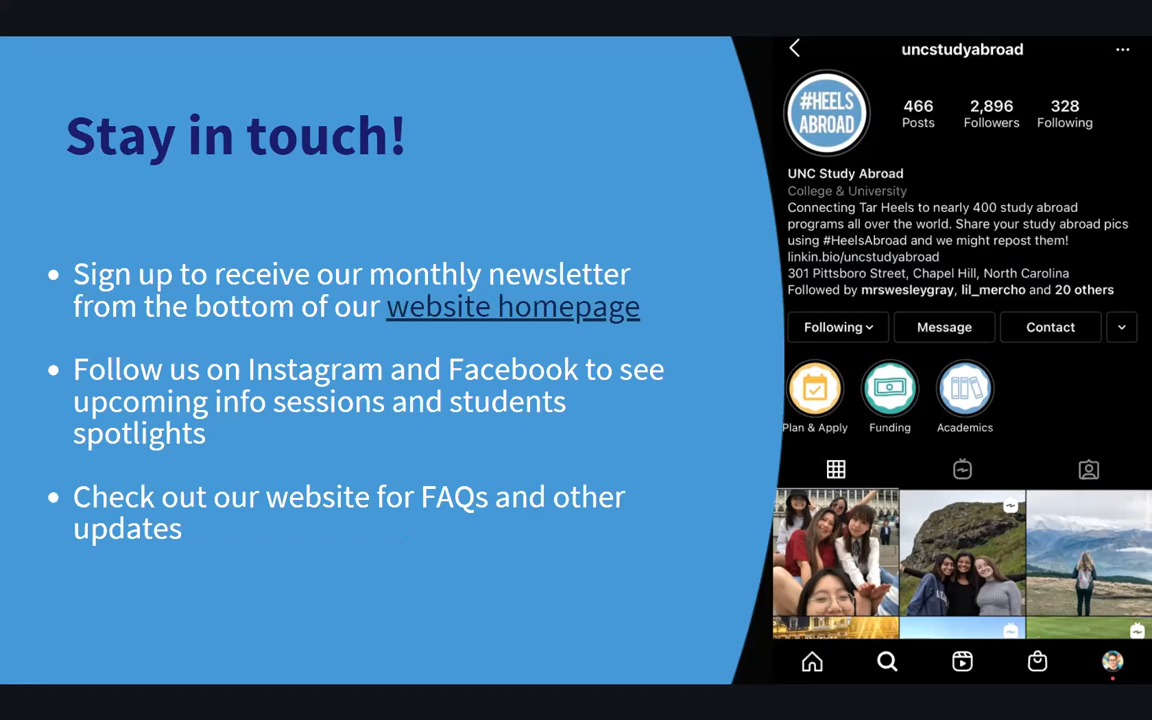 Stay in touch!
Sign up to receive our monthly newsletter
from the bottom of our website homepage
Follow us on Instagram and Facebook to see
upcoming info sessions and students
spotlights
Check out our website for FAQs and other
updates
uncstudyabroad
#HEELS
ABROAD
466 2,896 328
Posts Followers Following
UNC Study Abroad
College & University
Connecting Tar Heels to nearly 400 study abroad
programs all over the world. Share your study abroad pics
using #HeelsAbroad and we might repost them!
linkin.bio/uncstudyabroad
301 Pittsboro Street, Chapel Hill, North Carolina
Followed by mrswesleygray, lil_mercho and 20 others
Following Message Contact
Plan & Apply Funding Academics